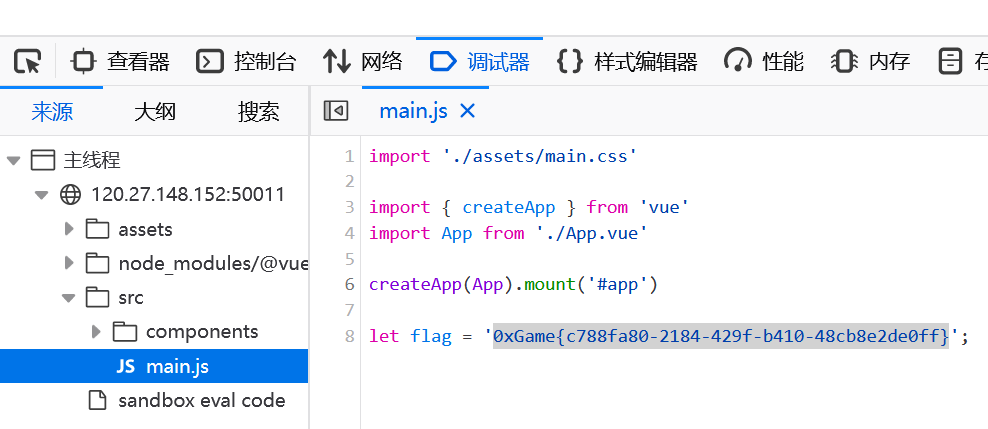 查看器 控制台 网络 调试器 样式编辑器 性能 内存
来源 大纲 搜索 main.js
主线程
120.27.148.152:50011
assets
node_modules/@vue
src
components
JS main.js
sandbox eval code
1 import './assets/main.css'
2
3 import { createApp } from 'vue'
4 import App from './App.vue'
5
6 createApp(App).mount('#app')
7
8 let flag = '0xGame{c788fa80-2184-429f-b410-48cb8e2de0ff}';